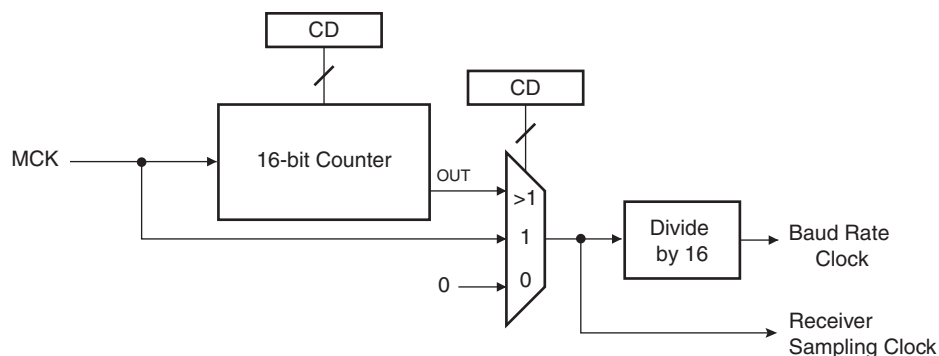 CD
CD
MCK
16-bit Counter
OUT
>1
1
0
0
Divide
by 16
Baud Rate
Clock
Receiver
Sampling Clock